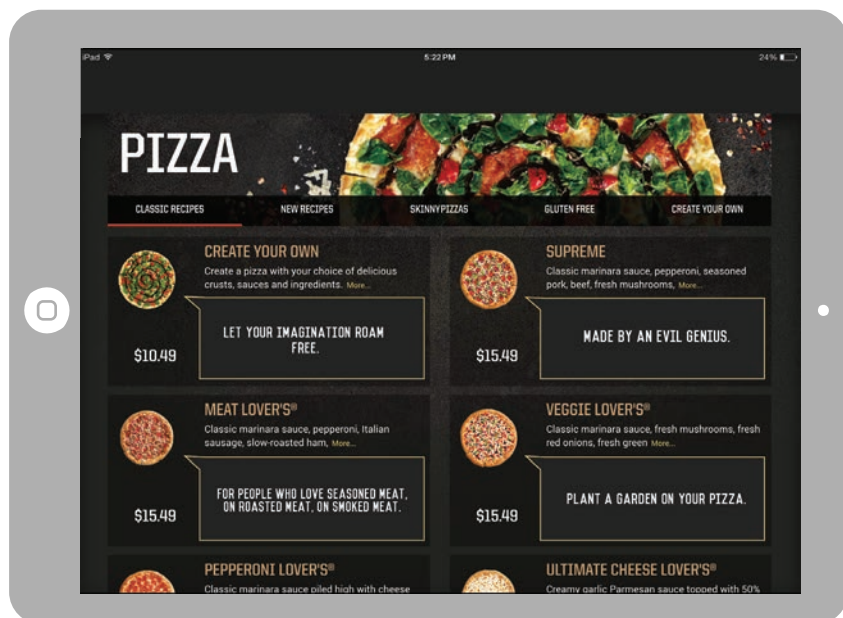 iPad 5:22 PM 24%
PIZZA
CLASSIC RECIPES NEW RECIPES SKINNY PIZZAS GLUTEN FREE CREATE YOUR OWN
CREATE YOUR OWN
Create a pizza with your choice of delicious
crusts, sauces and ingredients. More...
LET YOUR IMAGINATION ROAM
FREE.
$10.49
SUPREME
Classic marinara sauce, pepperoni, seasoned
pork, beef, fresh mushrooms, More...
MADE BY AN EVIL GENIUS.
$15.49
MEAT LOVER'S®
Classic marinara sauce, pepperoni, Italian
sausage, slow-roasted ham, More...
FOR PEOPLE WHO LOVE SEASONED MEAT,
ON ROASTED MEAT, ON SMOKED MEAT.
$15.49
VEGGIE LOVER'S®
Classic marinara sauce, fresh mushrooms, fresh
red onions, fresh green More...
PLANT A GARDEN ON YOUR PIZZA.
$15.49
PEPPERONI LOVER'S®
Classic marinara sauce piled high with cheese
ULTIMATE CHEESE LOVER'S®
Creamy garlic Parmesan sauce topped with 50%